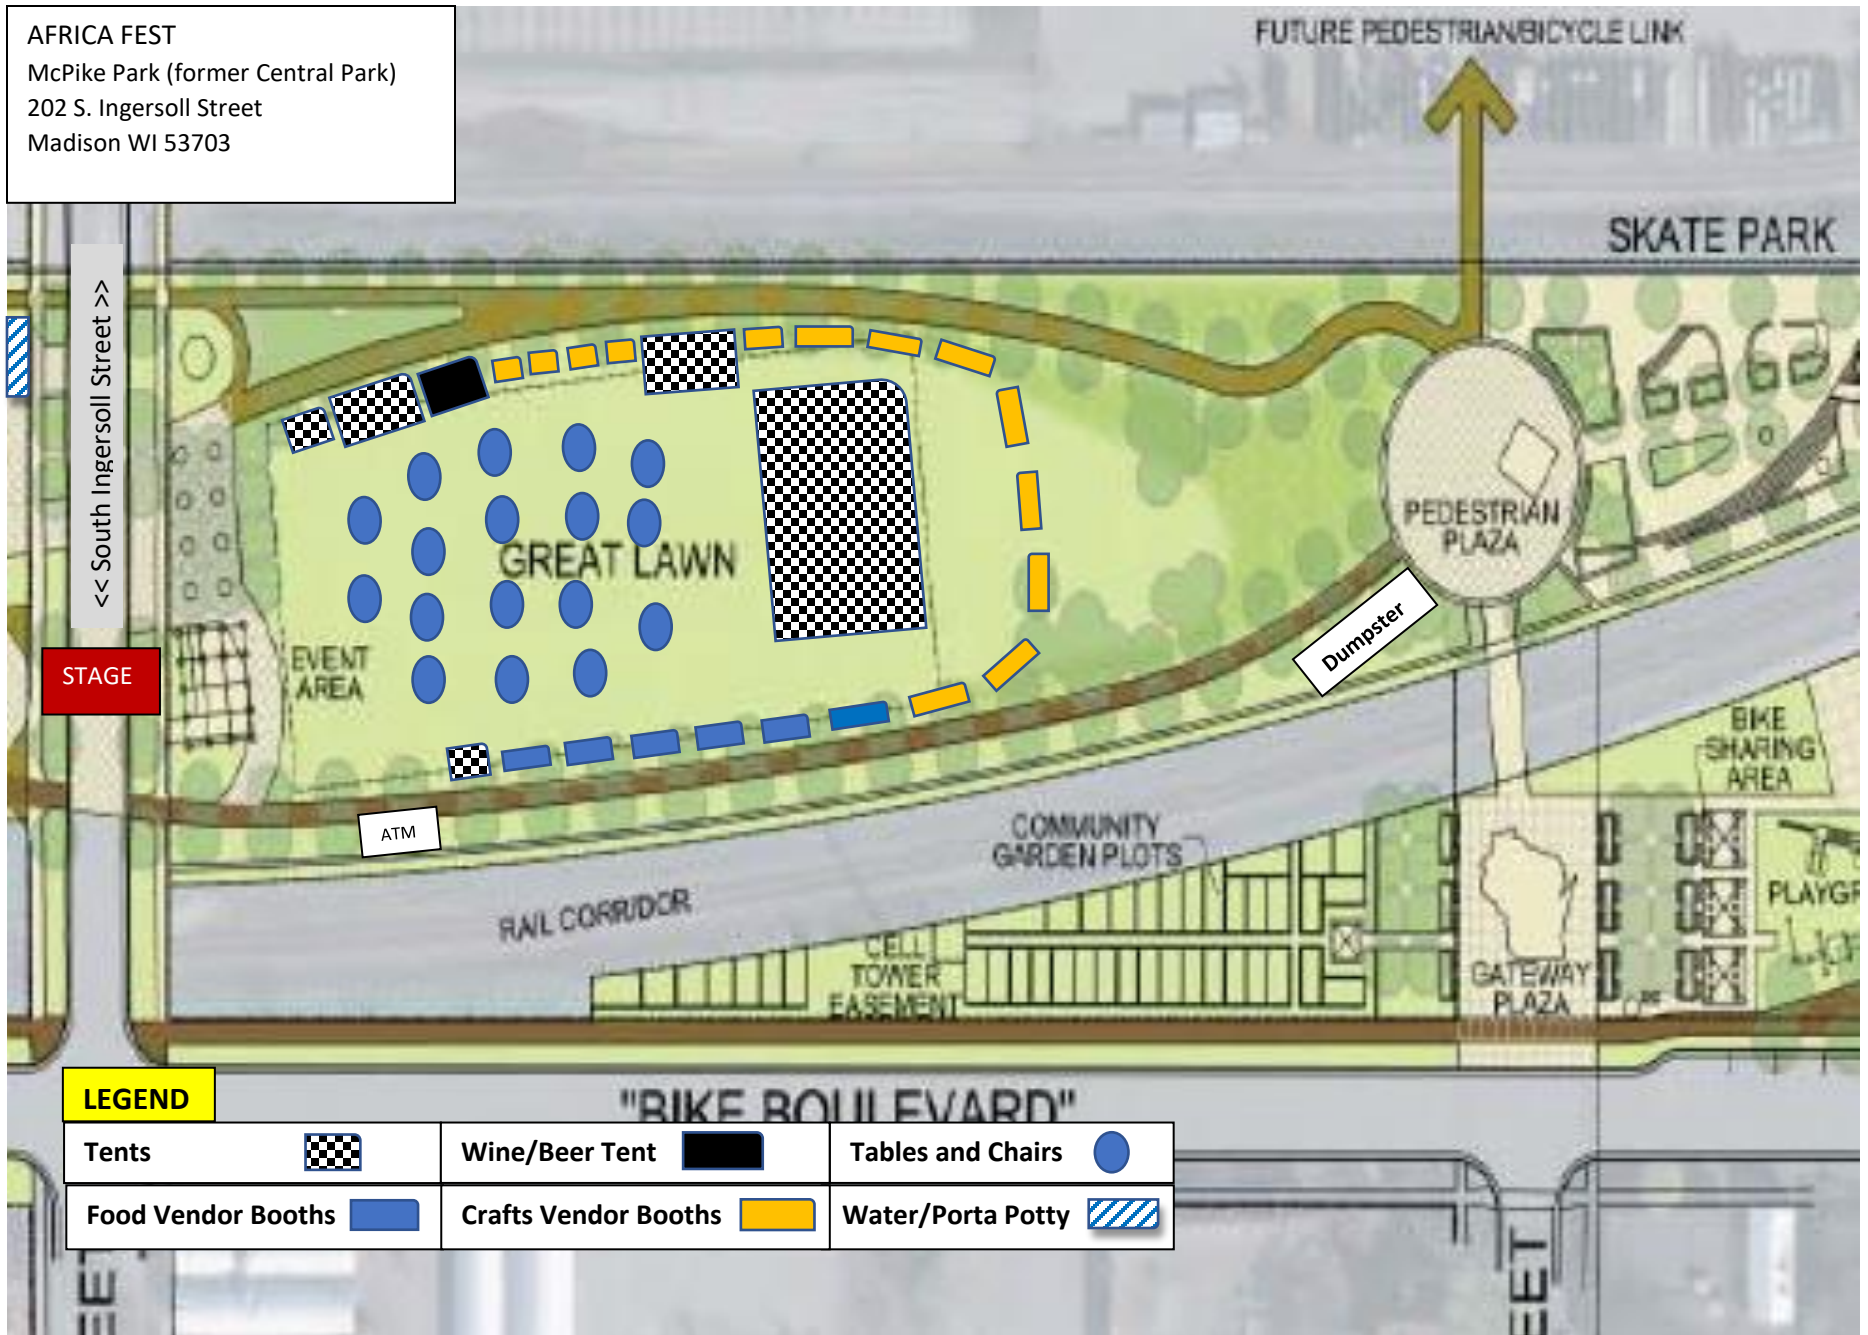 AFRICA FEST
McPike Park (former Central Park)
202 S. Ingersoll Street
Madison WI 53703
FUTURE PEDESTRIAN/BICYCLE LINK
SKATE PARK
<< South Ingersoll Street >>
STAGE
GREAT LAWN
EVENT
AREA
PEDESTRIAN
PLAZA
Dumpster
ATM
BIKE
SHARING
AREA
COMMUNITY
GARDEN PLOTS
RAIL CORRIDOR
CELL
TOWER
EASEMENT
GATEWAY
PLAZA
PLAYGR
"BIKE BOULEVARD"
LEGEND
Tents
Wine/Beer Tent
Tables and Chairs
Food Vendor Booths
Crafts Vendor Booths
Water/Porta Potty
EET
EET